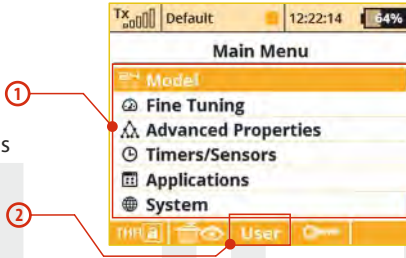 Tx Default 12:22:14 64%
Main Menu
1
Model
Fine Tuning
Advanced Properties
s
Timers/Sensors
Applications
2
System
THR a User